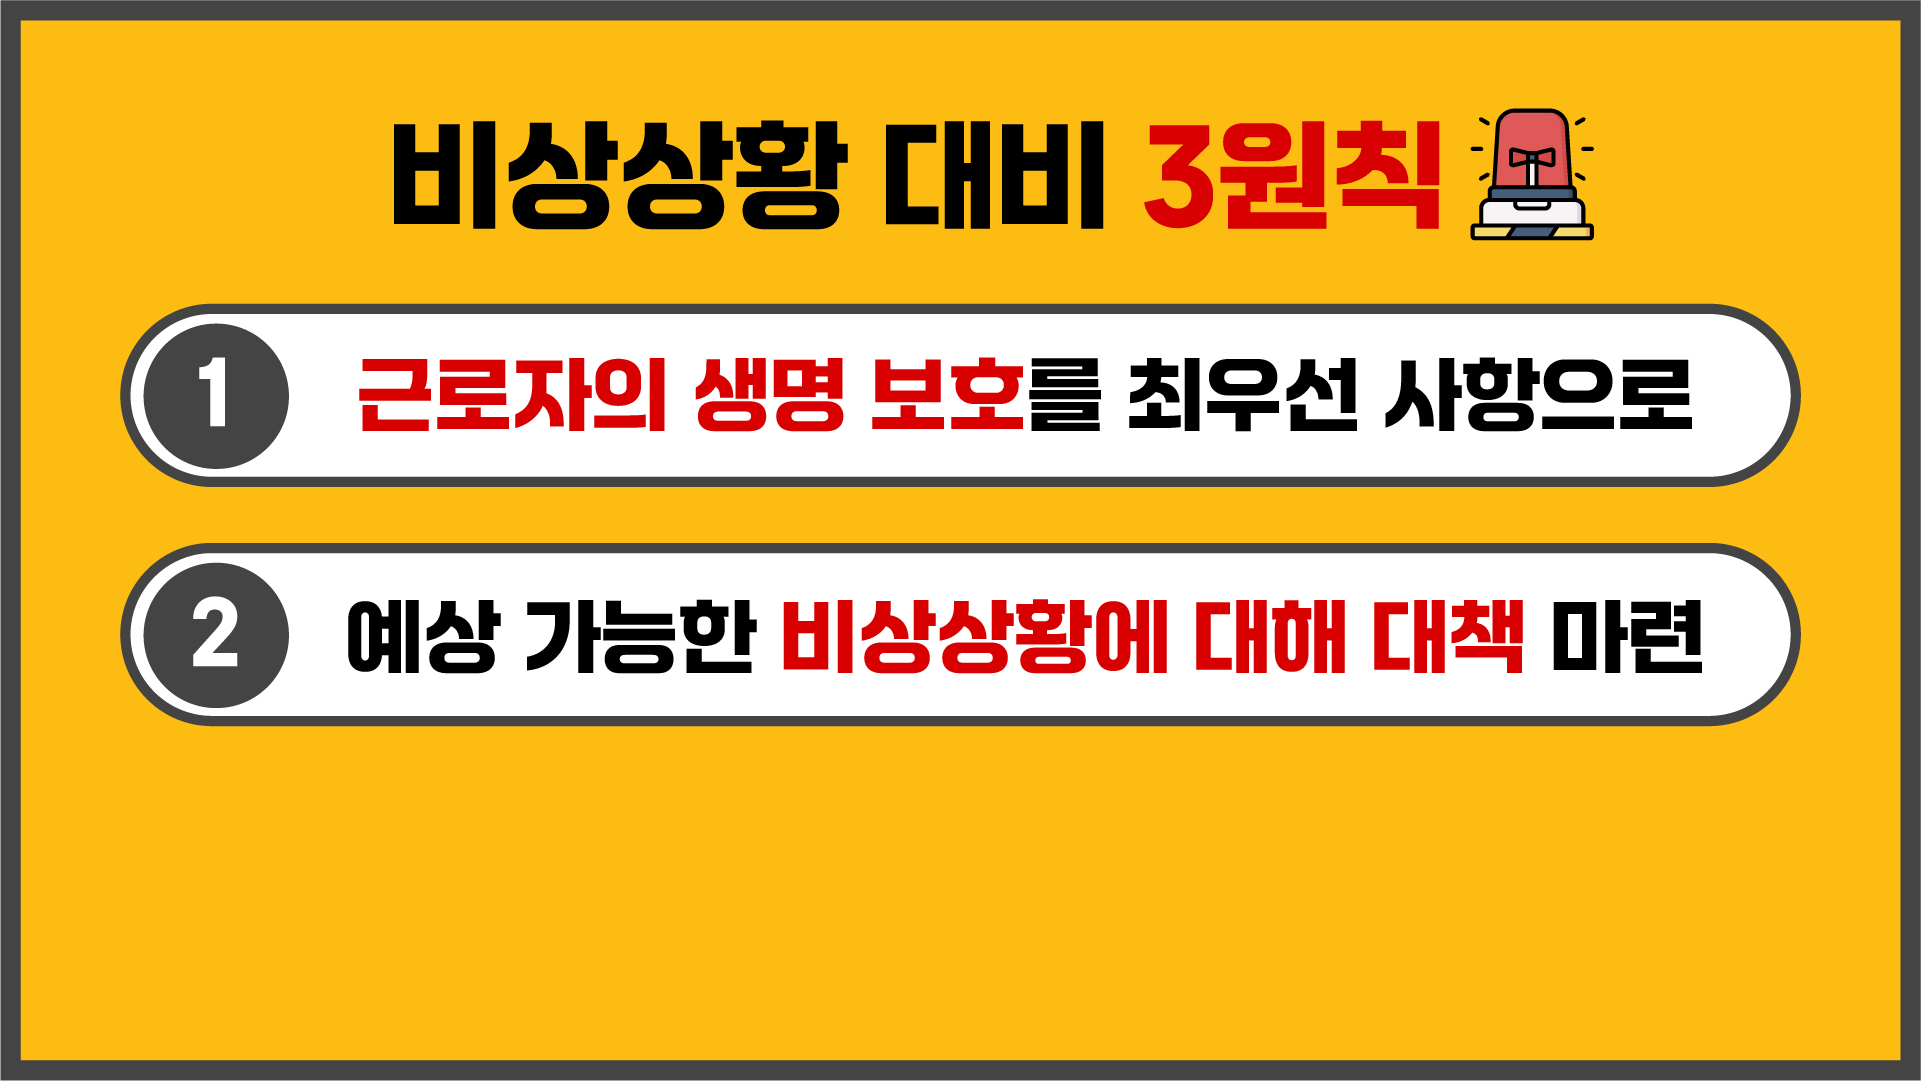 비상상황 대비 3원칙
1 근로자의 생명 보호를 최우선 사항으로
2 예상 가능한 비상상황에 대해 대책 마련